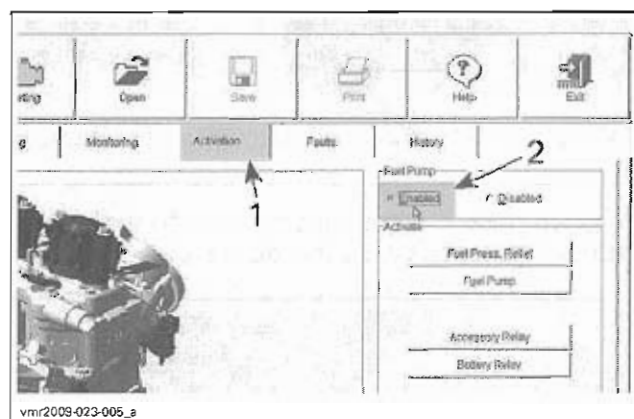 Open
Save
Print
Help
Exit
Monitoring
Activation
Faults
History
2
Fuel Pump
Enabled
Disabled
1
Activate
Fuel Press. Relief
Fuel Pump
Accessory Relay
Battery Relay
vmr2009-023-005_a